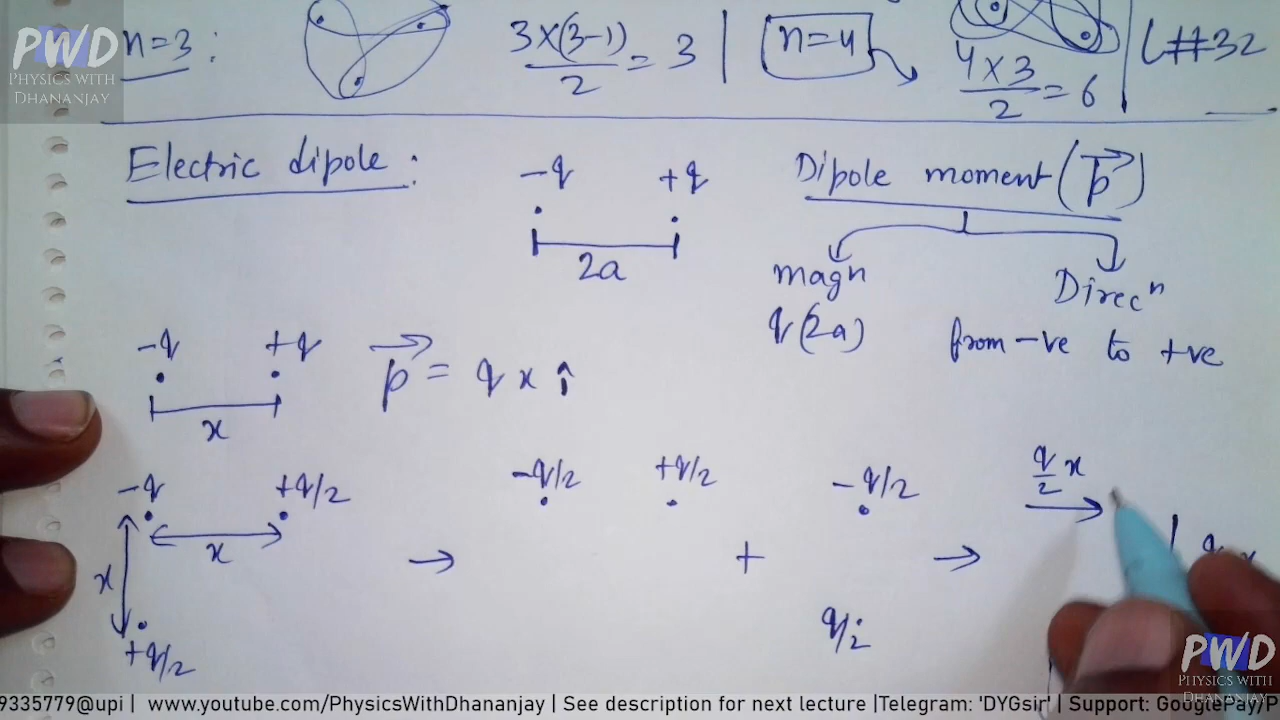 PWD
PHYSICS WITH
DHANANJAY
n=3 :
3×(3-1)/2 = 3
n=4
4×3/2 = 6
L##32
Electric dipole :
-q +q
2a
Dipole moment (p⃗)
magⁿ
q(2a)
Direcⁿ
from -ve to +ve
-q +q
x
p⃗ = q x î
-q +q/2
x
x
+q/2
→
-q/2 +q/2
+
-q/2
q/2
→
q/2 x
PWD
PHYSICS WITH
DHANANJAY
9335779@upi | www.youtube.com/PhysicsWithDhananjay | See description for next lecture |Telegram: 'DYGsir' | Support: GooglePay/P